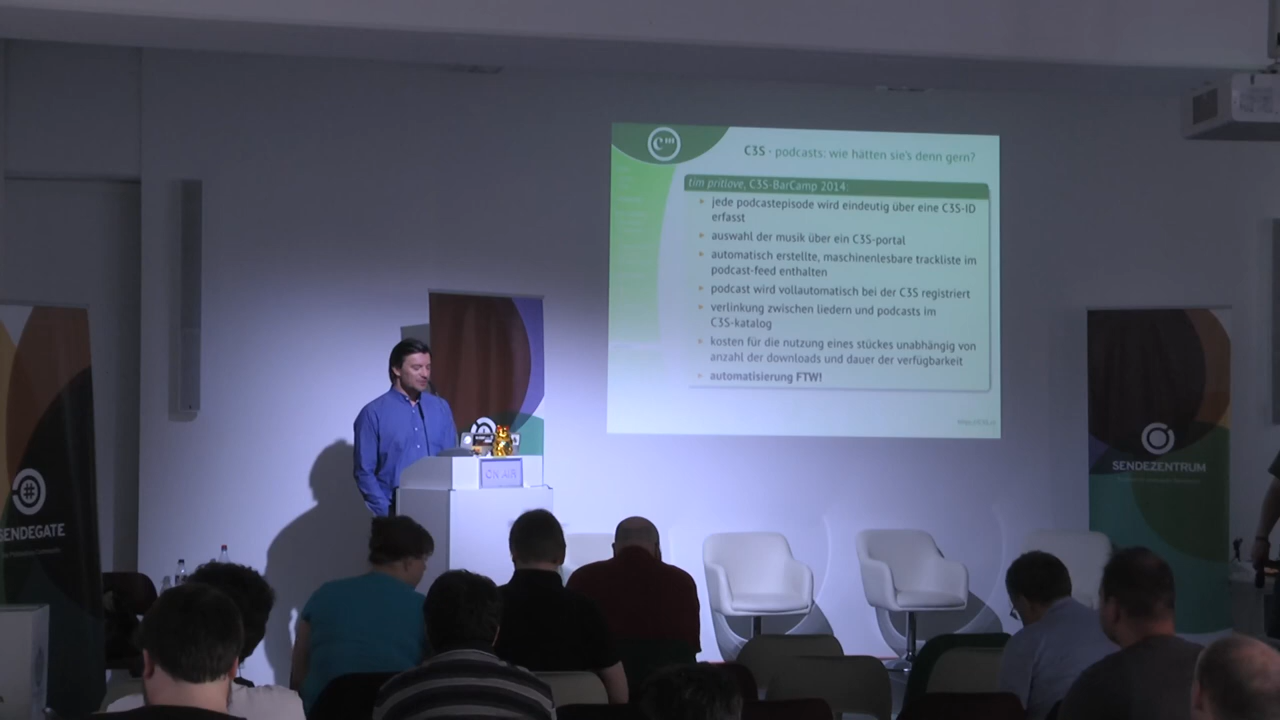 C3S - podcasts: wie hätten sie's denn gern?
tim pritlove, C3S-BarCamp 2014:
jede podcastepisode wird eindeutig über eine C3S-ID
erfasst
auswahl der musik über ein C3S-portal
automatisch erstellte, maschinenlesbare trackliste im
podcast-feed enthalten
podcast wird vollautomatisch bei der C3S registriert
verlinkung zwischen liedern und podcasts im
C3S-katalog
kosten für die nutzung eines stückes unabhängig von
anzahl der downloads und dauer der verfügbarkeit
automatisierung FTW!
ON AIR
SENDEGATE
SENDEZENTRUM